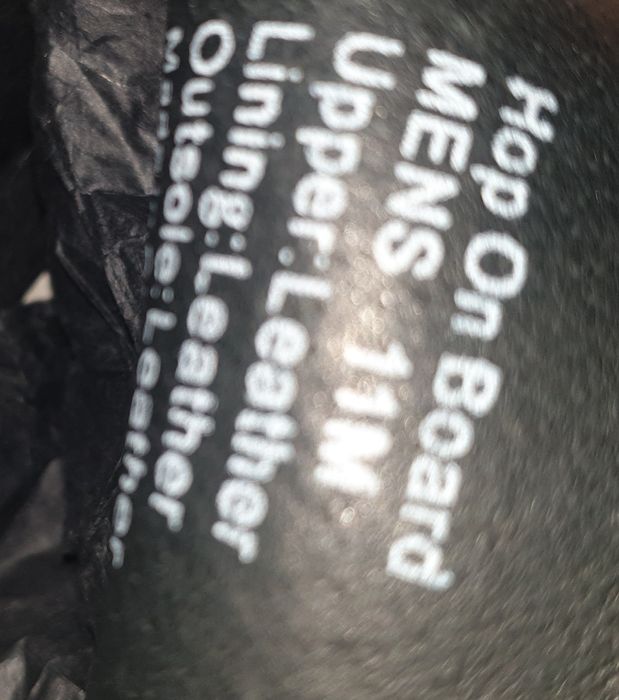 Hop On Board
MENS 11M
Upper:Leather
Lining:Leather
Outsole:Leather